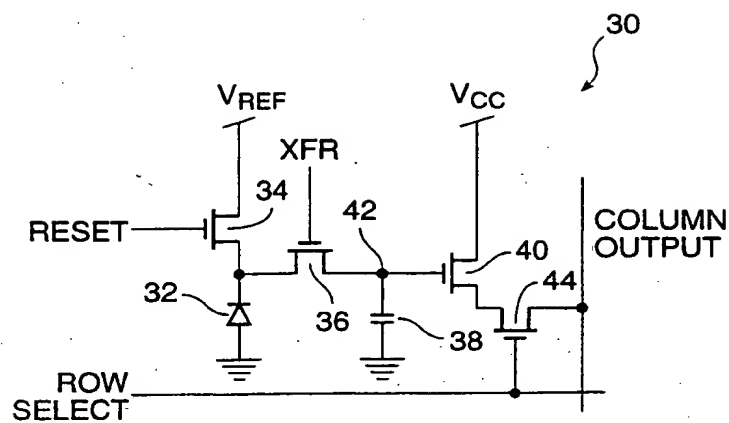 30
VREF
VCC
XFR
34
42
RESET
40
COLUMN
OUTPUT
32
36
44
38
ROW
SELECT